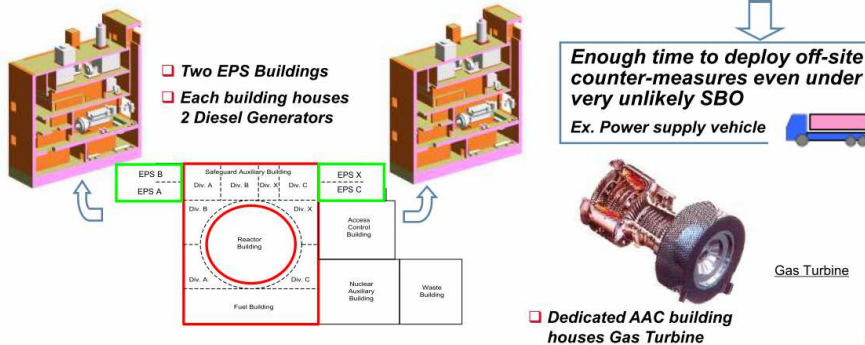 ❑ Two EPS Buildings
❑ Each building houses
2 Diesel Generators
Enough time to deploy off-site
counter-measures even under
very unlikely SBO
Ex. Power supply vehicle
EPS B
EPS A
Safeguard Auxiliary Building
Div. A
Div. B
Div. X
Div. C
EPS X
EPS C
Div. B
Div. X
Reactor
Building
Access
Control
Building
Div. A
Div. C
Nuclear
Auxiliary
Building
Waste
Building
Fuel Building
Gas Turbine
❑ Dedicated AAC building
houses Gas Turbine